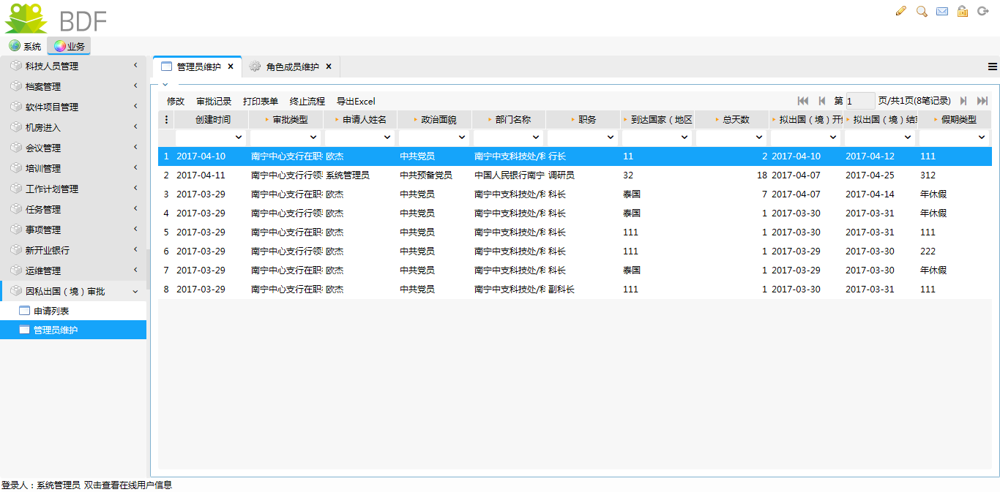 BDF
系统 业务
科技人员管理
档案管理
软件项目管理
机房进入
会议管理
培训管理
工作计划管理
任务管理
事项管理
新开业银行
运维管理
因私出国（境）审批
申请列表
管理员维护
管理员维护 角色成员维护
修改 审批记录 打印表单 终止流程 导出Excel 第 1 页/共1页(8笔记录)
创建时间 审批类型 申请人姓名 政治面貌 部门名称 职务 到达国家（地区 总天数 拟出国（境）开 拟出国（境）结 假期类型
1 2017-04-10 南宁中心支行在职 欧杰 中共党员 南宁中支科技处/科 行长 11 2 2017-04-10 2017-04-12 111
2 2017-04-11 南宁中心支行行领 系统管理员 中共预备党员 中国人民银行南宁 调研员 32 18 2017-04-07 2017-04-25 312
3 2017-03-29 南宁中心支行在职 欧杰 中共党员 南宁中支科技处/科 科长 泰国 7 2017-04-07 2017-04-14 年休假
4 2017-03-29 南宁中心支行行领 欧杰 中共党员 南宁中支科技处/科 科长 泰国 1 2017-03-30 2017-03-31 年休假
5 2017-03-29 南宁中心支行在职 欧杰 中共党员 南宁中支科技处/科 科长 111 1 2017-03-30 2017-03-31 111
6 2017-03-29 南宁中心支行行领 欧杰 中共党员 南宁中支科技处/科 科长 111 1 2017-03-29 2017-03-30 222
7 2017-03-29 南宁中心支行在职 欧杰 中共党员 南宁中支科技处/科 科长 泰国 1 2017-03-29 2017-03-30 年休假
8 2017-03-29 南宁中心支行在职 欧杰 中共党员 南宁中支科技处/科 副科长 111 1 2017-03-30 2017-03-31 111
登录人：系统管理员 双击查看在线用户信息